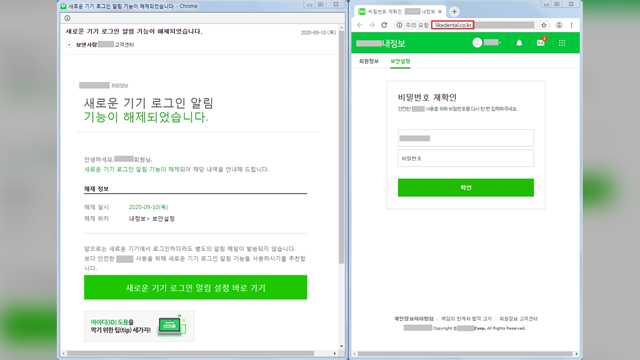 새로운 기기 로그인 알림 기능이 해제되었습니다. - Chrome
새로운 기기 로그인 알림 기능이 해제되었습니다.
2020-09-10 (목)
보낸사람 고객센터
회원정보
새로운 기기 로그인 알림
기능이 해제되었습니다.
안녕하세요, 회원님.
새로운 기기 로그인 알림 기능이 해제되어 해당 내역을 안내해 드립니다.
해제 정보
해제 일시 2020-09-10(목)
해제 위치 내정보 > 보안설정
앞으로는 새로운 기기에서 로그인하더라도 별도의 알림 메일이 발송되지 않습니다.
보다 안전한 사용을 위해 새로운 기기 로그인 알림 기능을 사용하시기를 추천합
니다.
새로운 기기 로그인 알림 설정 바로 가기
아이디(ID) 도용을
막기 위한 팁(tip) 세가지!
비밀번호 재확인 내정보
주의 요함 likedental.co.kr
내정보
회원정보 보안설정
비밀번호 재확인
안전한 사용을 위해 비밀번호를 다시 한 번 입력해주세요.
비밀번호
확인
개인정보처리방침 책임의 한계와 법적 고지 회원정보 고객센터
Copyright © Corp. All Rights Reserved.